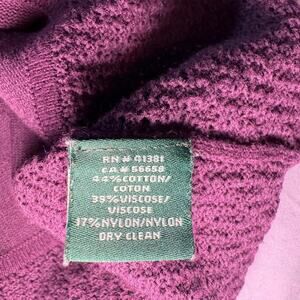 RN # 41381
CA # 56658
44%COTTON/
COTON
39%VISCOSE/
VISCOSE
17%NYLON/NYLON
DRY CLEAN